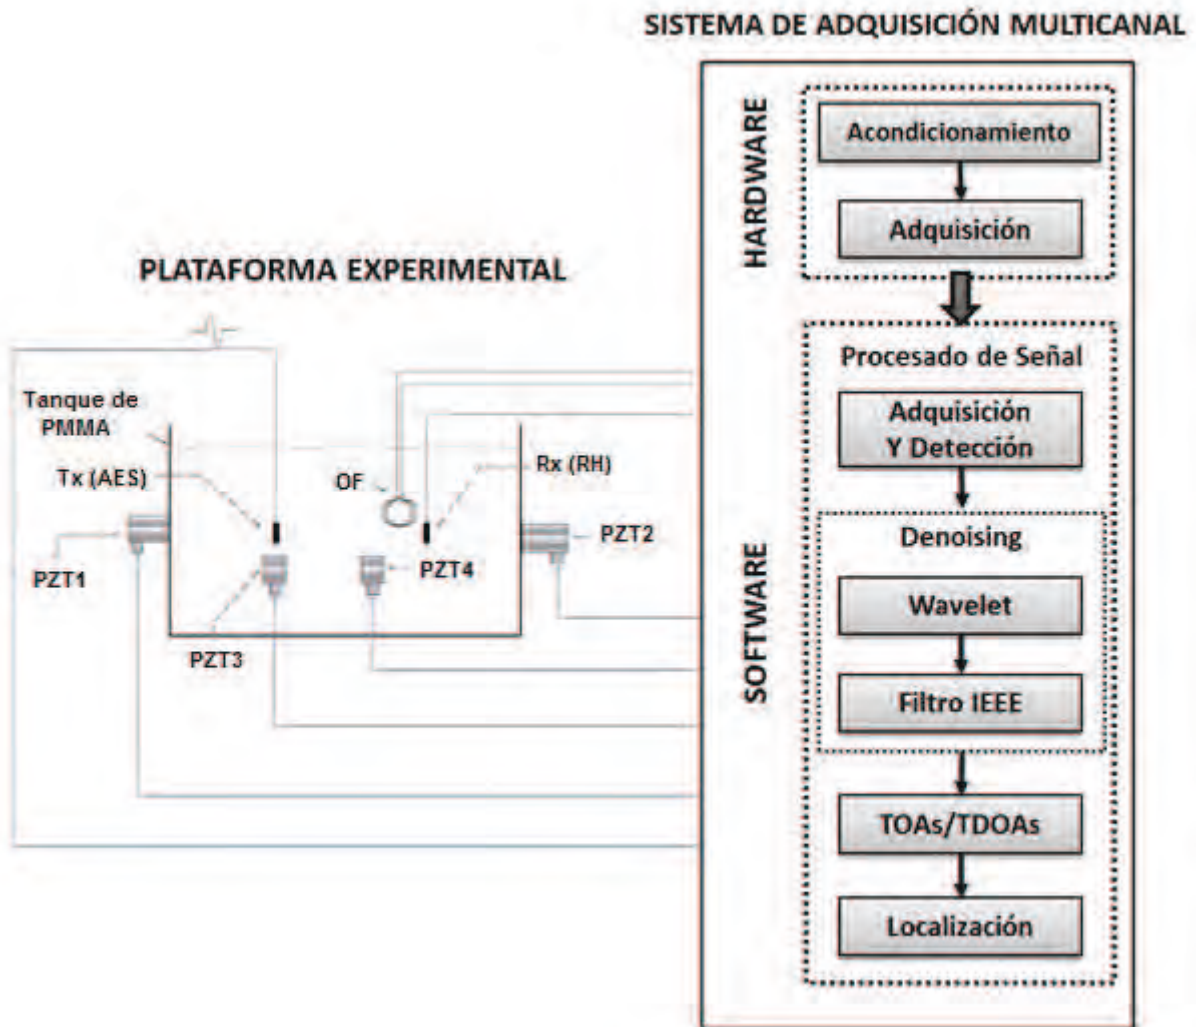 SISTEMA DE ADQUISICIÓN MULTICANAL
HARDWARE
Acondicionamiento
Adquisición
PLATAFORMA EXPERIMENTAL
Tanque de
PMMA
Tx (AES)
OF
Rx (RH)
PZT1
PZT2
PZT4
PZT3
SOFTWARE
Procesado de Señal
Adquisición
Y Detección
Denoising
Wavelet
Filtro IEEE
TOAs/TDOAs
Localización